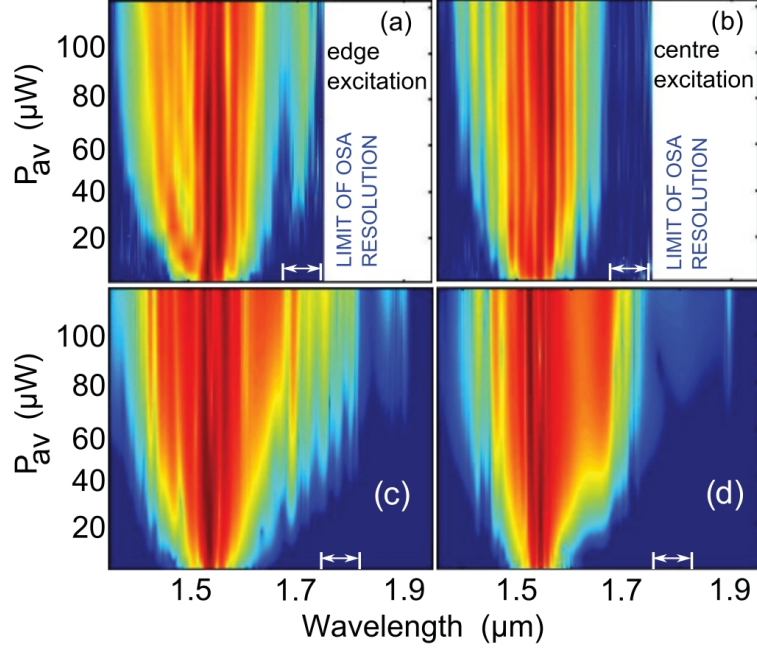 (a)
(b)
edge
excitation
centre
excitation
LIMIT OF OSA
RESOLUTION
LIMIT OF OSA
RESOLUTION
Pav (µW)
100
80
60
40
20
(c)
(d)
Pav (µW)
100
80
60
40
20
1.5
1.7
1.9
1.5
1.7
1.9
Wavelength (µm)